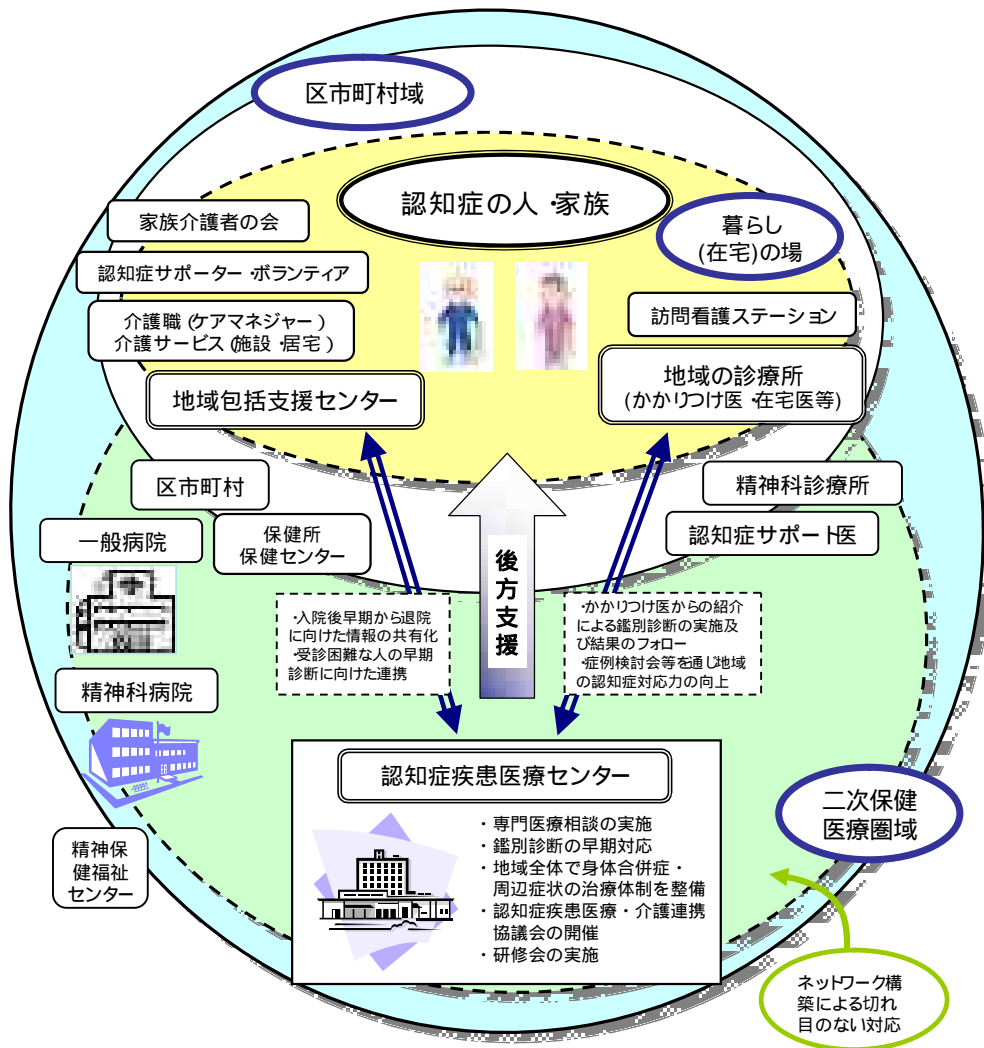 区市町村域
認知症の人・家族
暮らし
(在宅)の場
家族介護者の会
認知症サポーター・ボランティア
介護職(ケアマネジャー)
介護サービス(施設・居宅)
地域包括支援センター
訪問看護ステーション
地域の診療所
(かかりつけ医・在宅医等)
区市町村
保健所
保健センター
一般病院
精神科病院
精神保
健福祉
センター
精神科診療所
認知症サポート医
後方支援
・入院後早期から退院
に向けた情報の共有化
・受診困難な人の早期
診断に向けた連携
・かかりつけ医からの紹介
による鑑別診断の実施及
び結果のフォロー
・症例検討会等を通じ地域
の認知症対応力の向上
認知症疾患医療センター
・専門医療相談の実施
・鑑別診断の早期対応
・地域全体で身体合併症・
周辺症状の治療体制を整備
・認知症疾患医療・介護連携
協議会の開催
・研修会の実施
二次保健
医療圏域
ネットワーク構
築による切れ
目のない対応